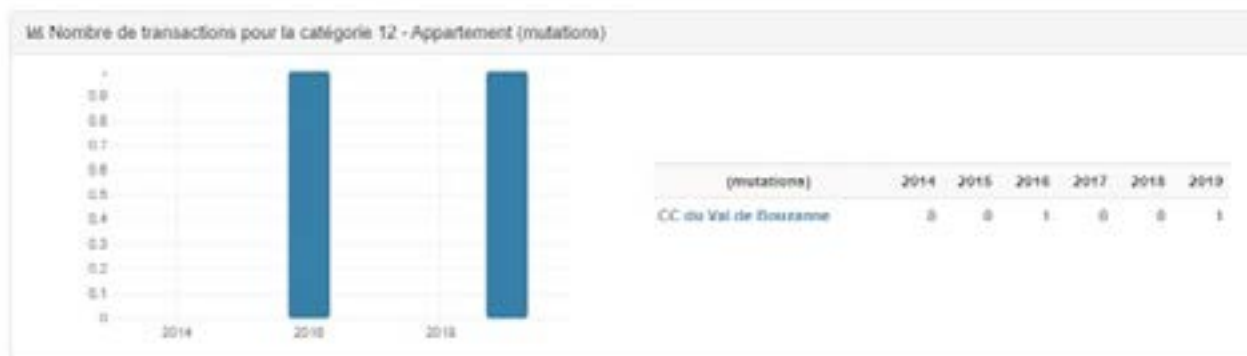 Nombre de transactions pour la catégorie 12 - Appartement (mutations)
0.9
0.8
0.7
0.6
0.5
0.4
0.3
0.2
0.1
0
2014 2016 2018
(mutations) 2014 2015 2016 2017 2018 2019
CC du Val de Bouzanne 0 0 1 0 0 1